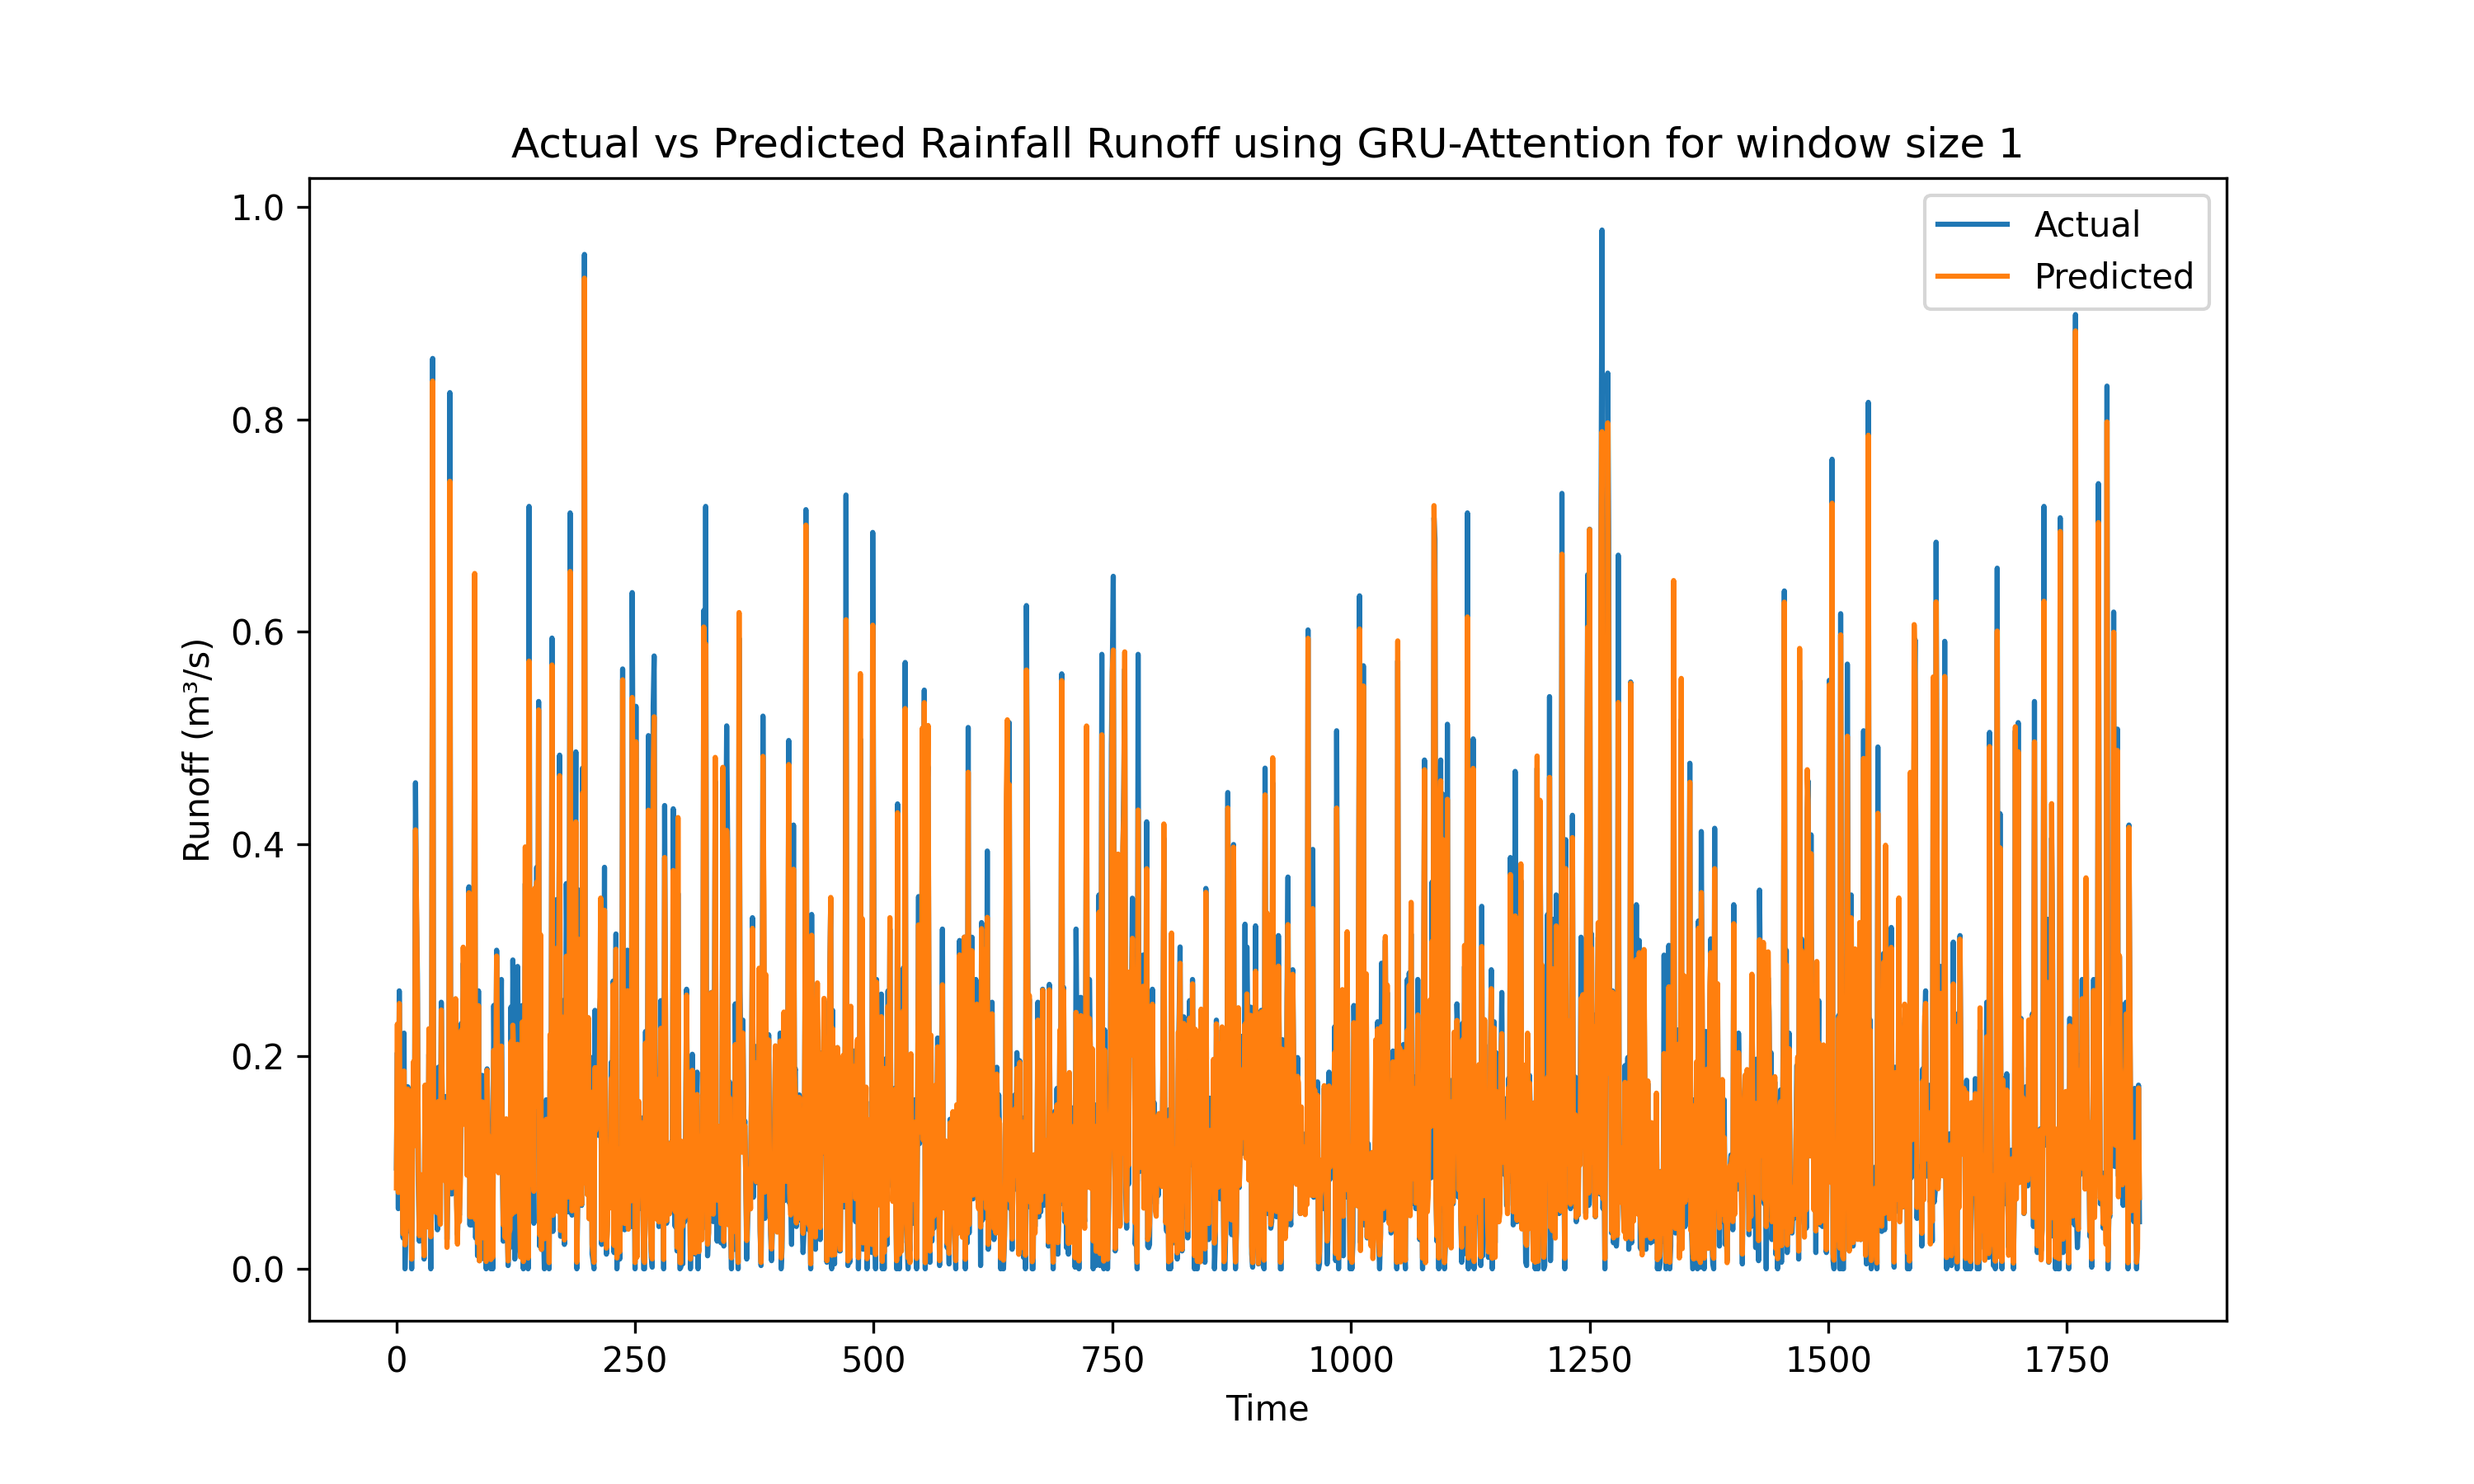 Actual vs Predicted Rainfall Runoff using GRU-Attention for window size 1
Actual
Predicted
Runoff (m³/s)
1.0
0.8
0.6
0.4
0.2
0.0
0 250 500 750 1000 1250 1500 1750
Time